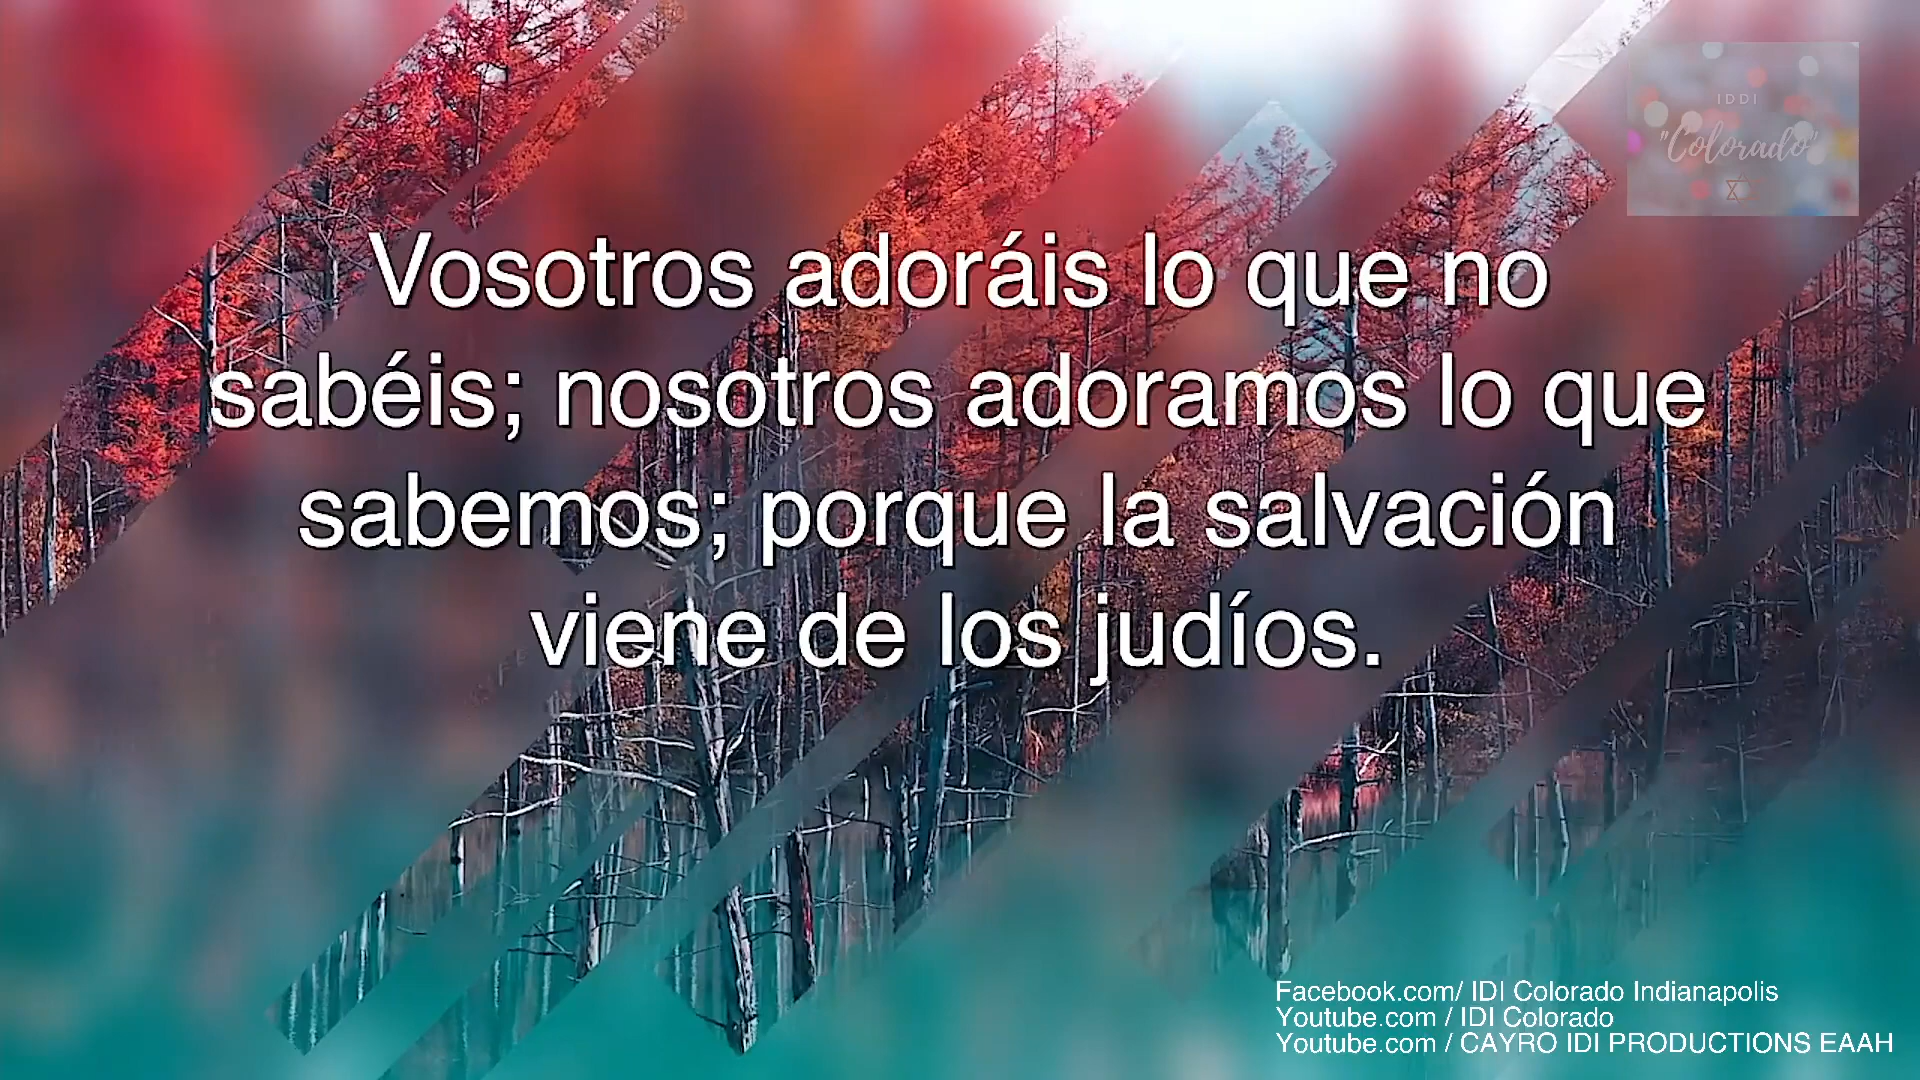 IDDI
"Colorado"
Vosotros adoráis lo que no
sabéis; nosotros adoramos lo que
sabemos; porque la salvación
viene de los judíos.
Facebook.com/ IDI Colorado Indianapolis
Youtube.com / IDI Colorado
Youtube.com / CAYRO IDI PRODUCTIONS EAAH